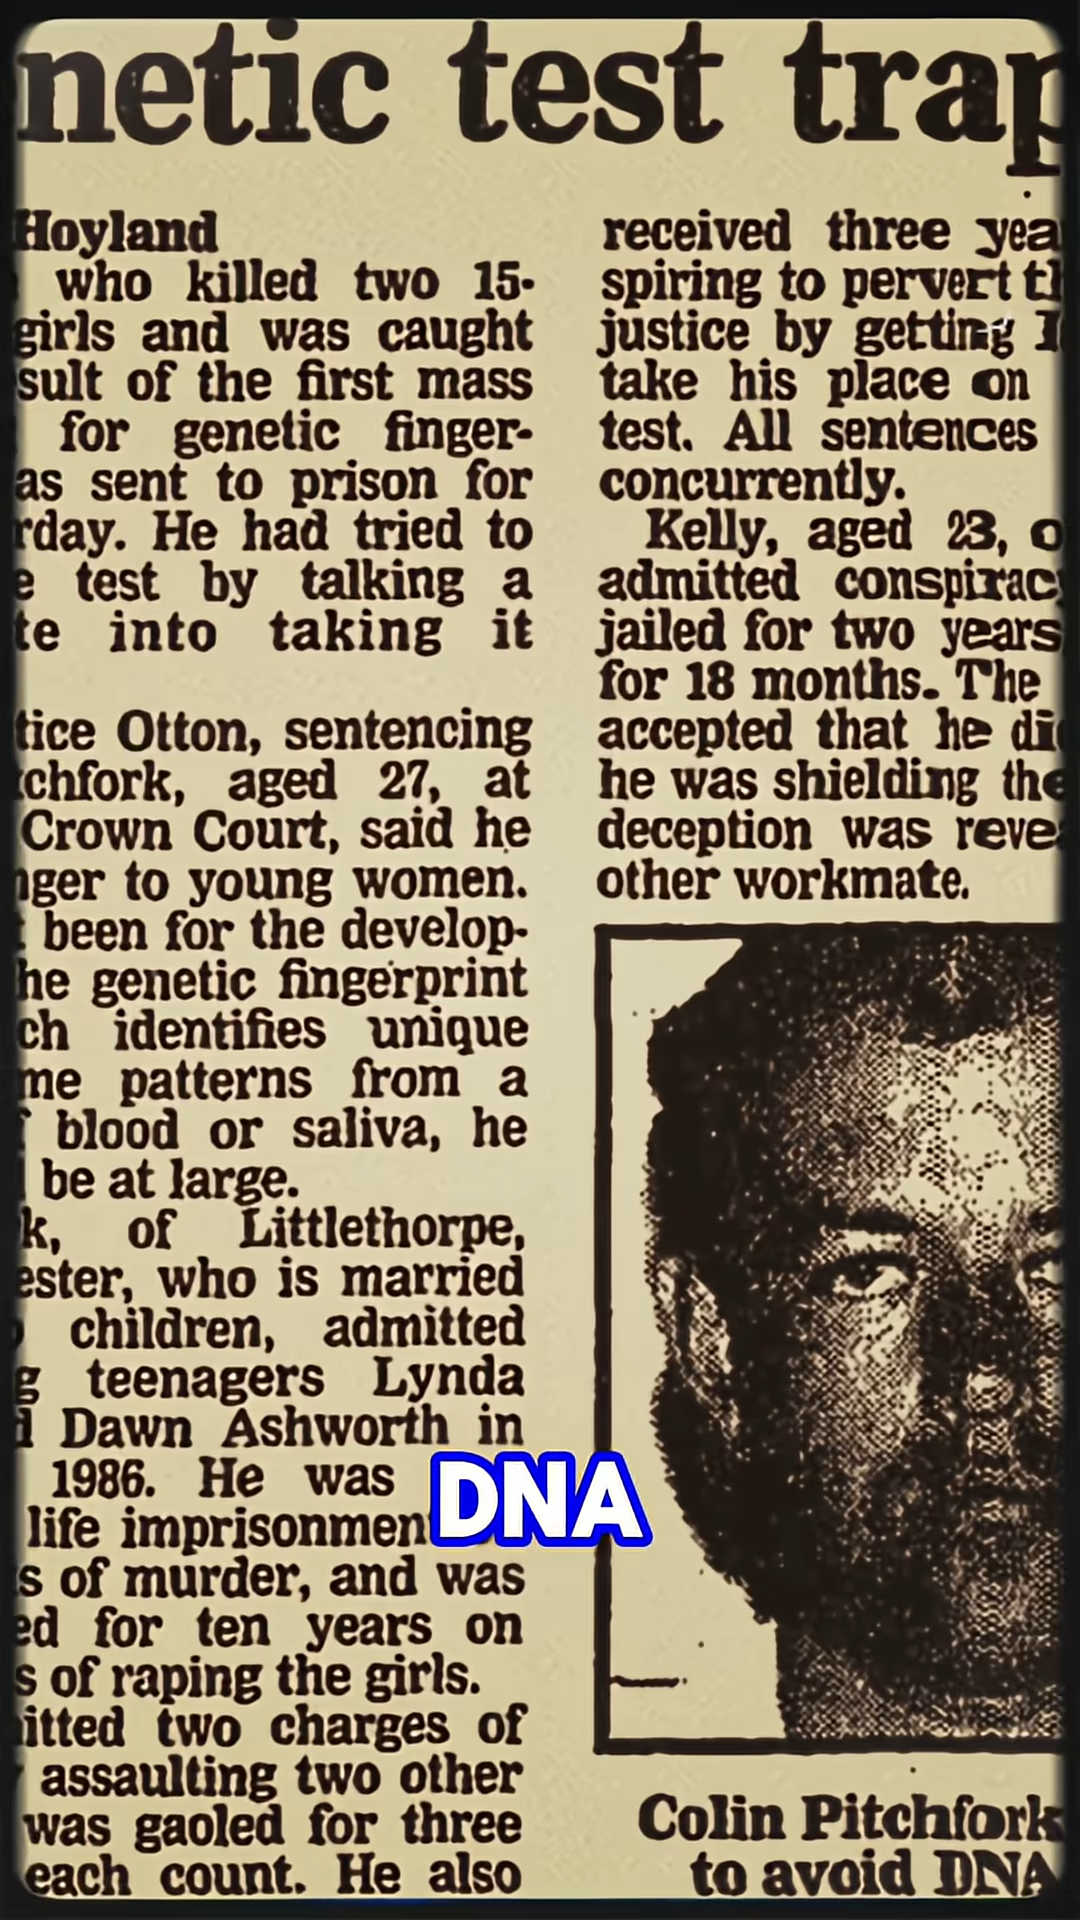 netic test trap
Hoyland
who killed two 15-
girls and was caught
sult of the first mass
for genetic finger-
as sent to prison for
rday. He had tried to
e test by talking a
te into taking it
tice Otton, sentencing
chfork, aged 27, at
Crown Court, said he
nger to young women.
been for the develop-
he genetic fingerprint
ch identifies unique
me patterns from a
blood or saliva, he
be at large.
k, of Littlethorpe,
ester, who is married
children, admitted
g teenagers Lynda
d Dawn Ashworth in
1986. He was
life imprisonment
s of murder, and was
ed for ten years on
s of raping the girls.
itted two charges of
assaulting two other
was gaoled for three
each count. He also
received three yea
spiring to pervert th
justice by getting
take his place on
test. All sentences
concurrently.
Kelly, aged 23, o
admitted conspiracy
jailed for two years
for 18 months. The
accepted that he di
he was shielding the
deception was revea
other workmate.
Colin Pitchfork
to avoid DNA
DNA